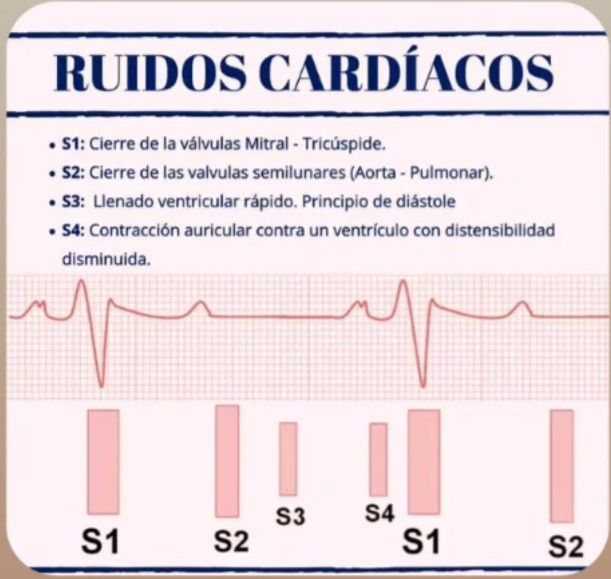 RUIDOS CARDÍACOS
• S1: Cierre de la válvulas Mitral - Tricúspide.
• S2: Cierre de las valvulas semilunares (Aorta - Pulmonar).
• S3: Llenado ventricular rápido. Principio de diástole
• S4: Contracción auricular contra un ventrículo con distensibilidad
disminuida.
S1 S2 S3 S4 S1 S2